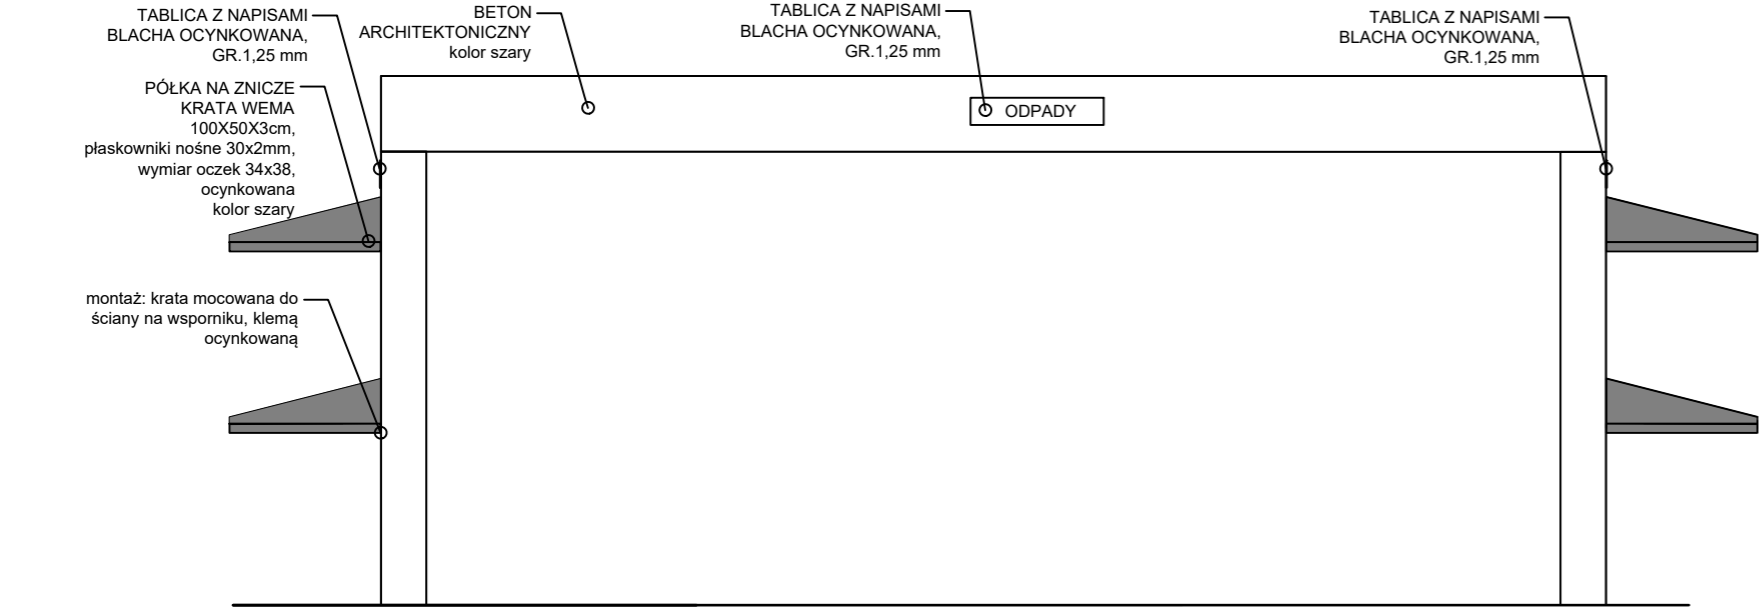 TABLICA Z NAPISAMI
BLACHA OCYNKOWANA,
GR.1,25 mm
PÓŁKA NA ZNICZE
KRATA WEMA
100X50X3cm,
płaskowniki nośne 30x2mm,
wymiar oczek 34x38,
ocynkowana
kolor szary
montaż: krata mocowana do
ściany na wsporniku, klemą
ocynkowaną
BETON
ARCHITEKTONICZNY
kolor szary
TABLICA Z NAPISAMI
BLACHA OCYNKOWANA,
GR.1,25 mm
ODPADY
TABLICA Z NAPISAMI
BLACHA OCYNKOWANA,
GR.1,25 mm